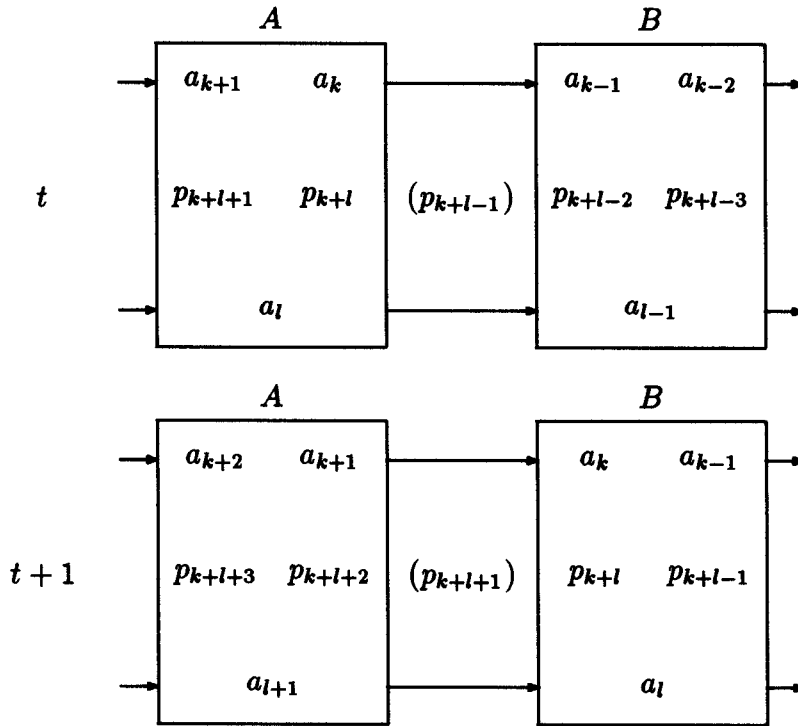 A B
a_{k+1} a_k a_{k-1} a_{k-2}
t p_{k+l+1} p_{k+l} (p_{k+l-1}) p_{k+l-2} p_{k+l-3}
a_l a_{l-1}
A B
a_{k+2} a_{k+1} a_k a_{k-1}
t + 1 p_{k+l+3} p_{k+l+2} (p_{k+l+1}) p_{k+l} p_{k+l-1}
a_{l+1} a_l